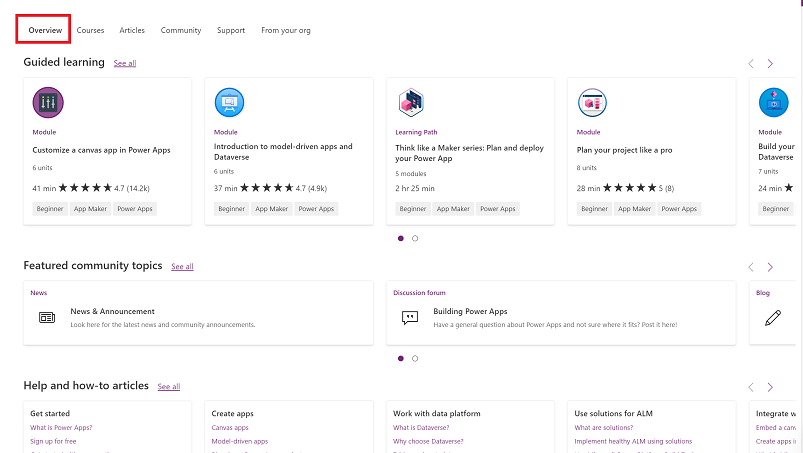 Overview Courses Articles Community Support From your org
Guided learning See all
Module
Customize a canvas app in Power Apps
6 units
41 min 4.7 (14.2k)
Beginner App Maker Power Apps
Module
Introduction to model-driven apps and
Dataverse
6 units
37 min 4.7 (4.9k)
Beginner App Maker Power Apps
Learning Path
Think like a Maker series: Plan and deploy
your Power App
5 modules
2 hr 25 min
Beginner App Maker Power Apps
Module
Plan your project like a pro
8 units
28 min 5 (8)
Beginner App Maker Power Apps
Module
Build your
Dataverse
7 units
24 min
Beginner
Featured community topics See all
News
News & Announcement
Look here for the latest news and community announcements.
Discussion forum
Building Power Apps
Have a general question about Power Apps and not sure where it fits? Post it here!
Blog
Help and how-to articles See all
Get started
What is Power Apps?
Sign up for free
Create apps
Canvas apps
Model-driven apps
Work with data platform
What is Dataverse?
Why choose Dataverse?
Use solutions for ALM
What are solutions?
Implement healthy ALM using solutions
Integrate w
Embed a can
Create apps i